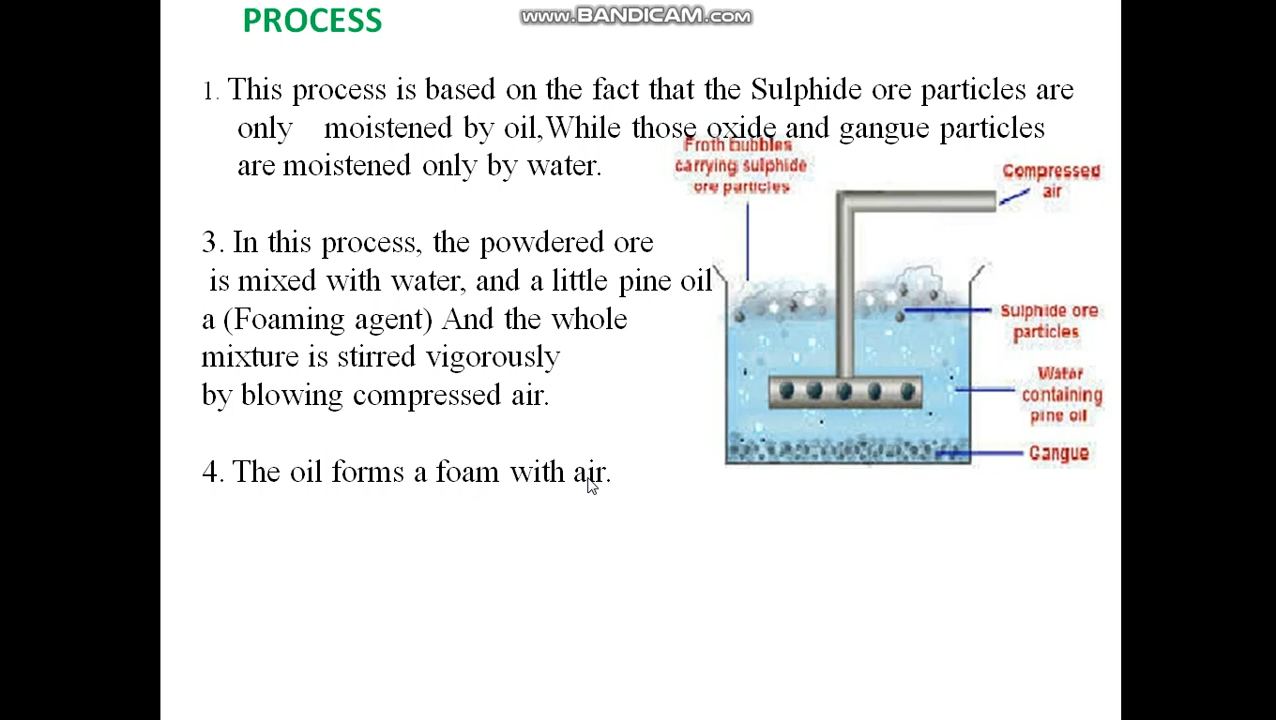 PROCESS
www.BANDICAM.com
1. This process is based on the fact that the Sulphide ore particles are
only moistened by oil,While those oxide and gangue particles
are moistened only by water.
Froth bubbles
carrying sulphide
ore particles
Compressed
air
3. In this process, the powdered ore
is mixed with water, and a little pine oil
a (Foaming agent) And the whole
mixture is stirred vigorously
by blowing compressed air.
Sulphide ore
particles
Water
containing
pine oil
Gangue
4. The oil forms a foam with air.